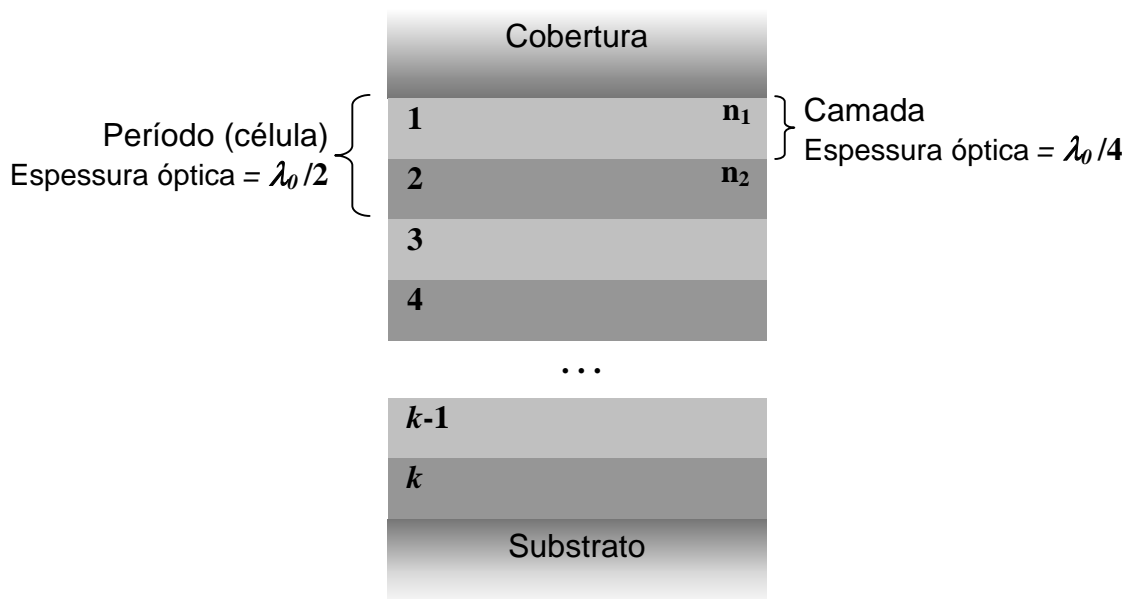 Cobertura
Período (célula)
Espessura óptica = λ₀/2
1 n₁
2 n₂
Camada
Espessura óptica = λ₀/4
3
4
...
k-1
k
Substrato